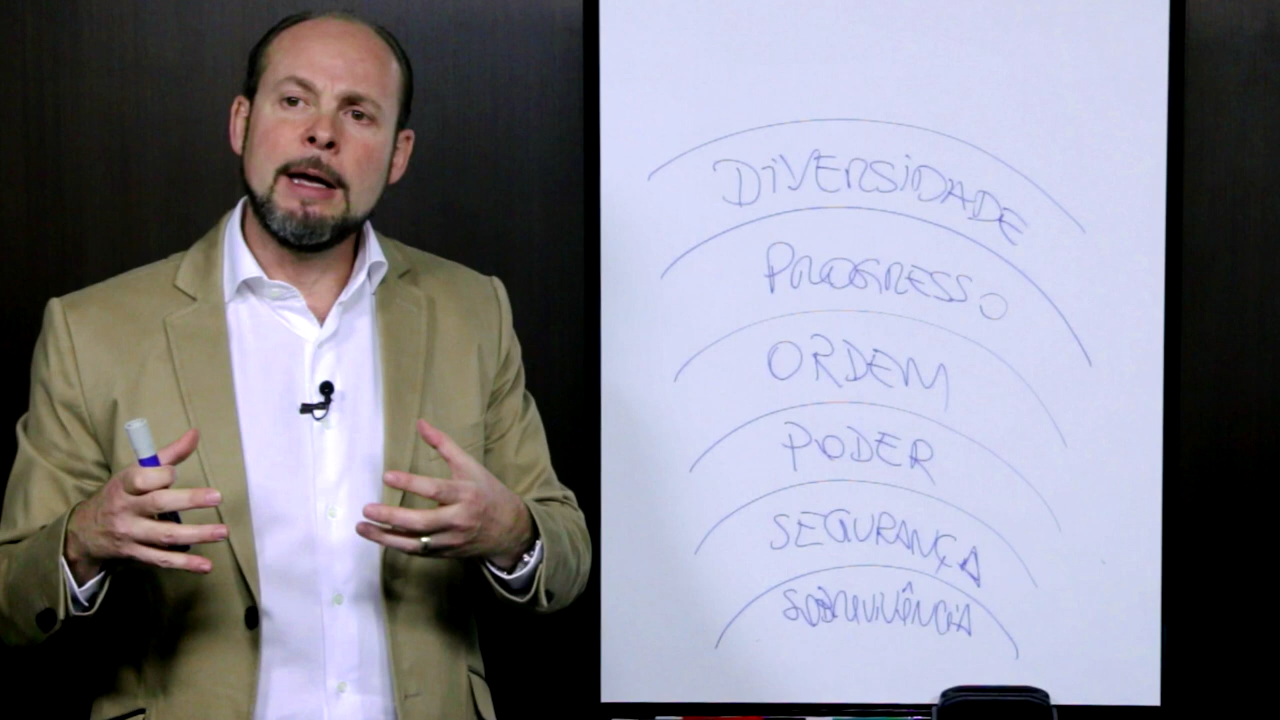 DIVERSIDADE
PROGRESSO
ORDEM
PODER
SEGURANÇA
SOBREVIVÊNCIA